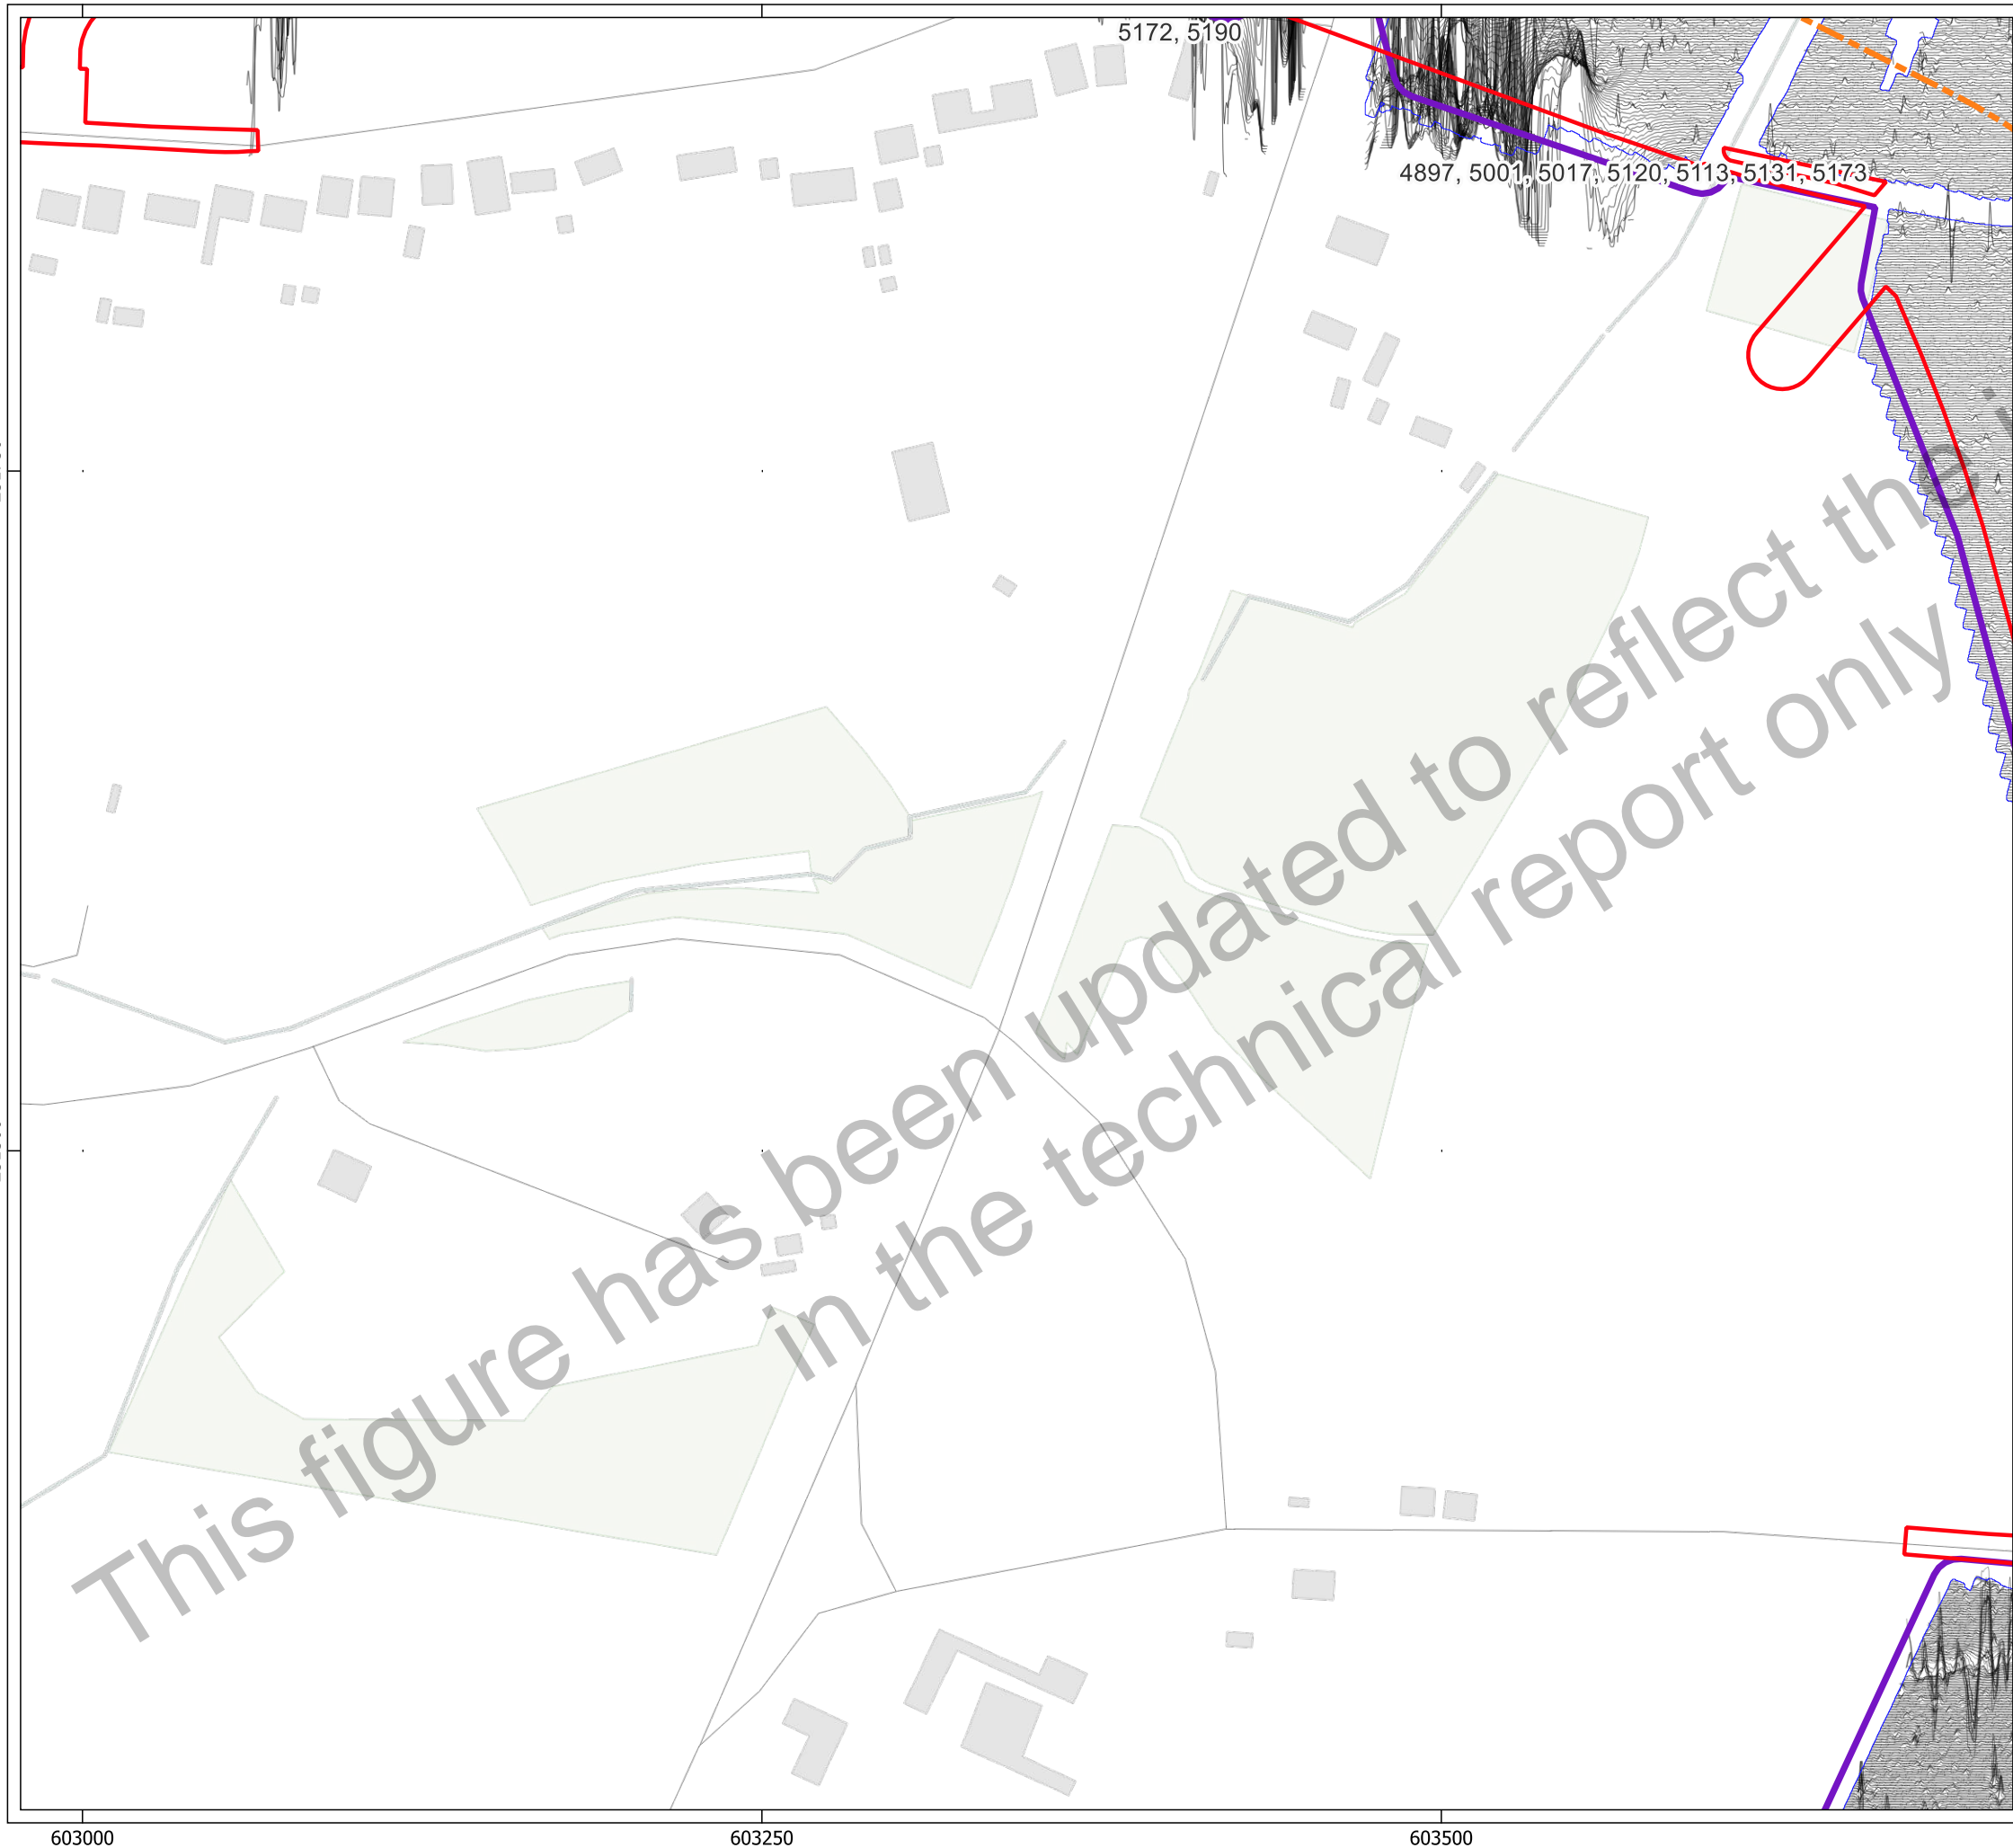 5172, 5190
4897, 5001, 5017, 5120, 5113, 5131, 5173
This figure has been updated to reflect the
in the technical report only
603000
603250
603500